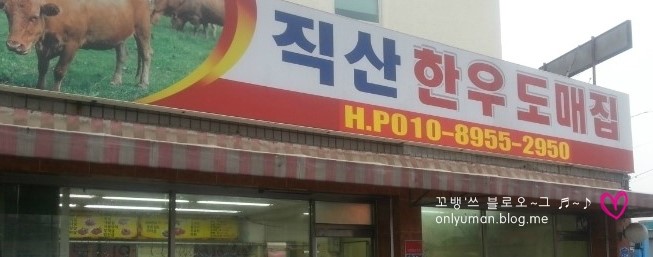 직산 한우 도매집
H.P010-8955-2950
꼬뱅'쓰 블로오~그 ♬~♪
onlyuman.blog.me